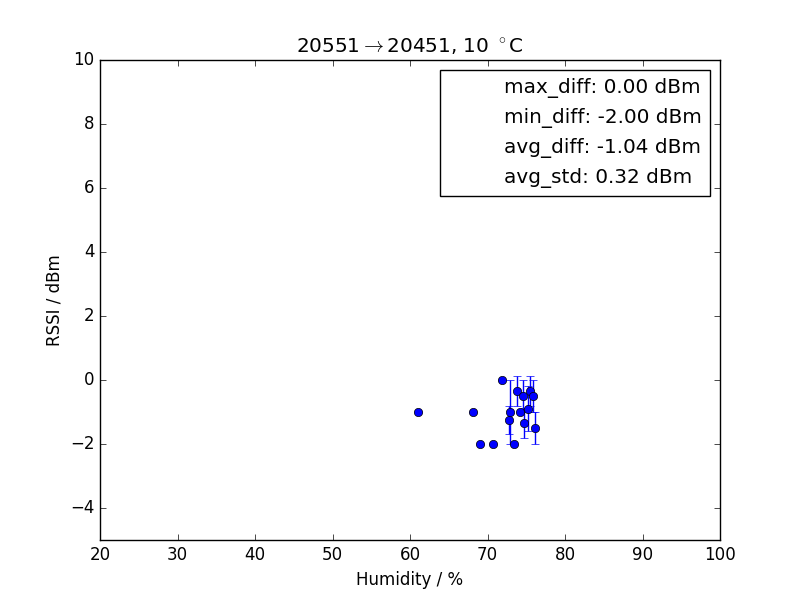 20551→20451, 10 °C
max_diff: 0.00 dBm
min_diff: -2.00 dBm
avg_diff: -1.04 dBm
avg_std: 0.32 dBm
RSSI / dBm
10
8
6
4
2
0
−2
−4
20 30 40 50 60 70 80 90 100
Humidity / %